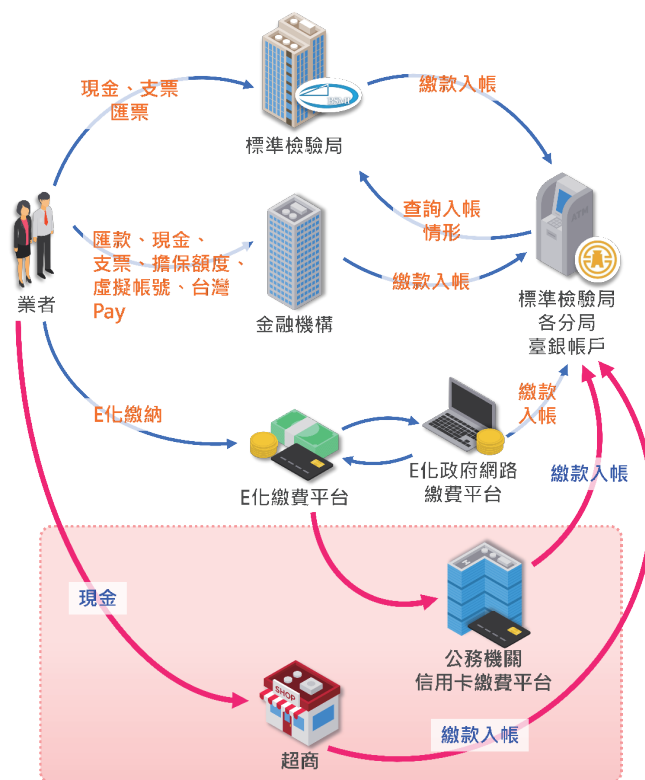 現金、支票
匯票
繳款入帳
標準檢驗局
查詢入帳
情形
ATM
匯款、現金、
支票、擔保額度、
虛擬帳號、台灣
Pay
繳款入帳
業者
金融機構
標準檢驗局
各分局
臺銀帳戶
E化繳納
繳款
入帳
E化繳費平台
E化政府網路
繳費平台
繳款入帳
現金
公務機關
信用卡繳費平台
SHOP
繳款入帳
超商